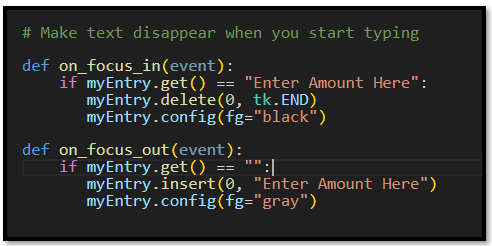 # Make text disappear when you start typing
def on_focus_in(event):
    if myEntry.get() == "Enter Amount Here":
        myEntry.delete(0, tk.END)
        myEntry.config(fg="black")
def on_focus_out(event):
    if myEntry.get() == "":
        myEntry.insert(0, "Enter Amount Here")
        myEntry.config(fg="gray")